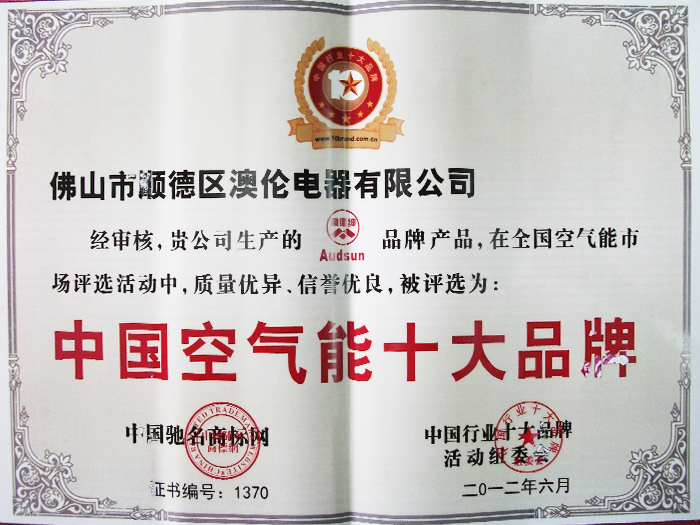 中国行业十大品牌
10
www.10brand.com.cn
佛山市顺德区澳伦电器有限公司
经审核,贵公司生产的 Audsun 品牌产品,在全国空气能市
场评选活动中,质量优异、信誉优良,被评选为:
中国空气能十大品牌
中国驰名商标网
中国行业十大品牌
活动组委会
证书编号:1370
二〇一二年六月